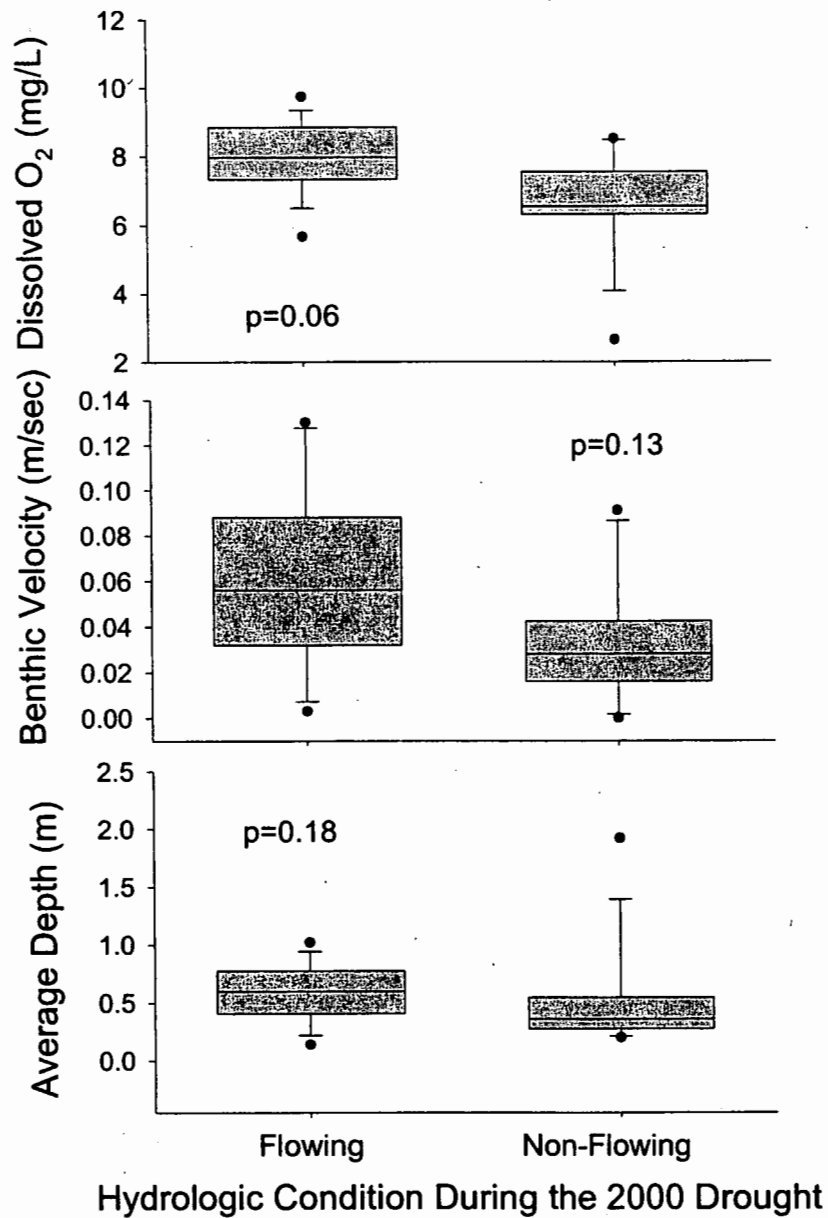 Dissolved O₂ (mg/L)
12
10
8
6
4
2
p=0.06
Benthic Velocity (m/sec)
0.14
0.12
0.10
0.08
0.06
0.04
0.02
0.00
p=0.13
Average Depth (m)
2.5
2.0
1.5
1.0
0.5
0.0
p=0.18
Flowing
Non-Flowing
Hydrologic Condition During the 2000 Drought